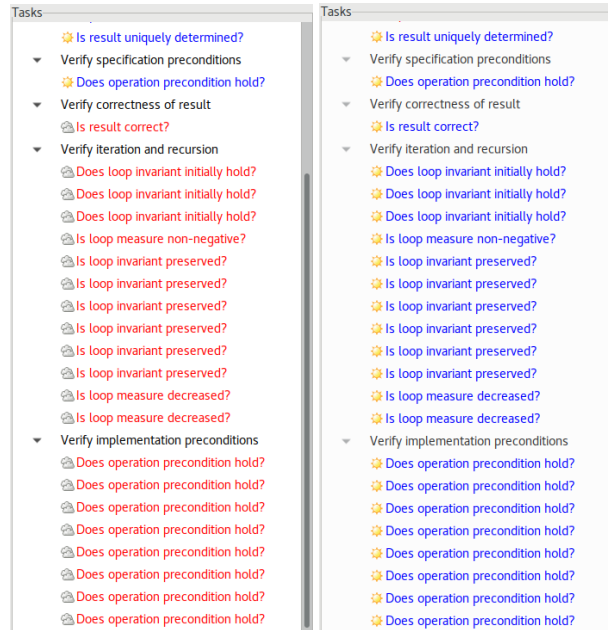 Tasks
Is result uniquely determined?
Verify specification preconditions
Does operation precondition hold?
Verify correctness of result
Is result correct?
Verify iteration and recursion
Does loop invariant initially hold?
Does loop invariant initially hold?
Does loop invariant initially hold?
Is loop measure non-negative?
Is loop invariant preserved?
Is loop invariant preserved?
Is loop invariant preserved?
Is loop invariant preserved?
Is loop invariant preserved?
Is loop invariant preserved?
Is loop measure decreased?
Is loop measure decreased?
Verify implementation preconditions
Does operation precondition hold?
Does operation precondition hold?
Does operation precondition hold?
Does operation precondition hold?
Does operation precondition hold?
Does operation precondition hold?
Does operation precondition hold?
Does operation precondition hold?
Tasks
Is result uniquely determined?
Verify specification preconditions
Does operation precondition hold?
Verify correctness of result
Is result correct?
Verify iteration and recursion
Does loop invariant initially hold?
Does loop invariant initially hold?
Does loop invariant initially hold?
Is loop measure non-negative?
Is loop invariant preserved?
Is loop invariant preserved?
Is loop invariant preserved?
Is loop invariant preserved?
Is loop invariant preserved?
Is loop invariant preserved?
Is loop measure decreased?
Is loop measure decreased?
Verify implementation preconditions
Does operation precondition hold?
Does operation precondition hold?
Does operation precondition hold?
Does operation precondition hold?
Does operation precondition hold?
Does operation precondition hold?
Does operation precondition hold?
Does operation precondition hold?